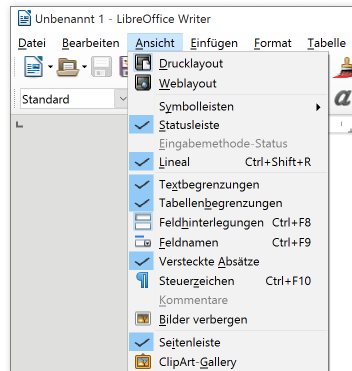 Unbenannt 1 - LibreOffice Writer
Datei Bearbeiten Ansicht Einfügen Format Tabelle
Standard
Drucklayout
Weblayout
Symbolleisten
Statusleiste
Eingabemethode-Status
Lineal Ctrl+Shift+R
Textbegrenzungen
Tabellenbegrenzungen
Feldhinterlegungen Ctrl+F8
Feldnamen Ctrl+F9
Versteckte Absätze
Steuerzeichen Ctrl+F10
Kommentare
Bilder verbergen
Seitenleiste
ClipArt-Gallery